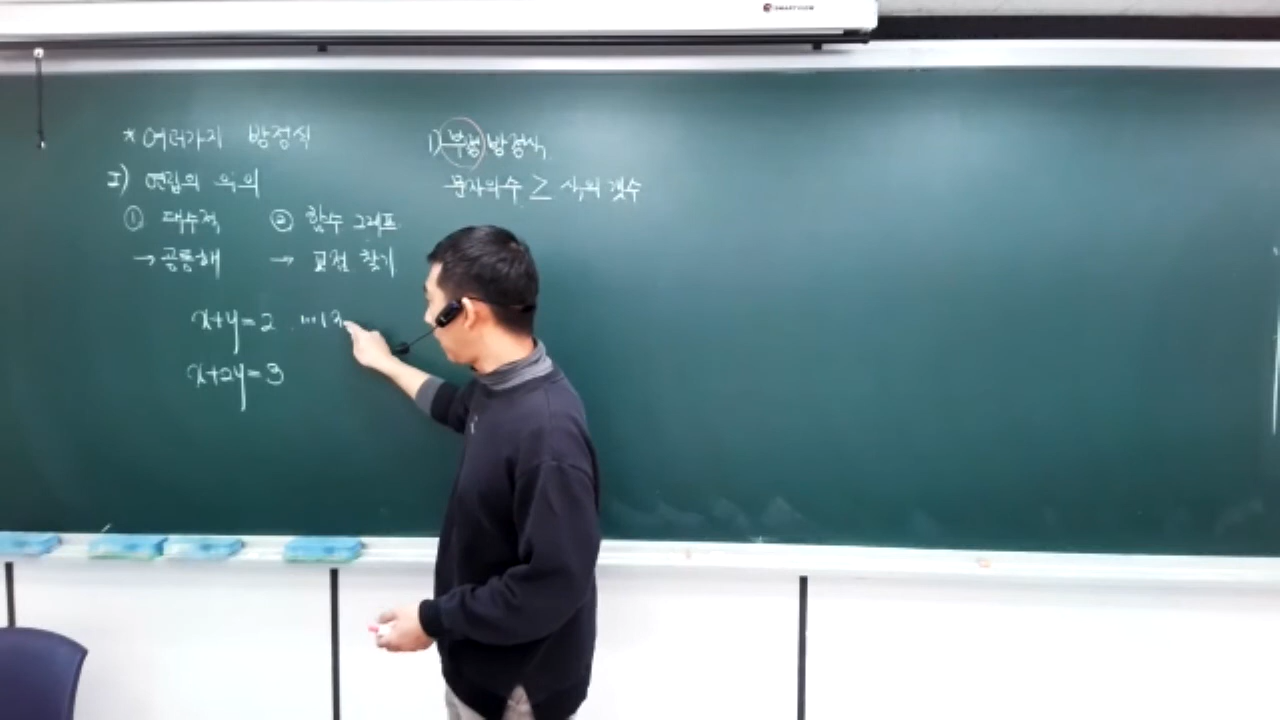 SMARTVIEW
* 여러가지 방정식
I) 연립의 의의
① 대수적 ② 함수 그래프
→ 공통해 → 교점 찾기
x+y=2
x+2y=3
1) 부정방정식
문자의수 ≥ 식의 갯수